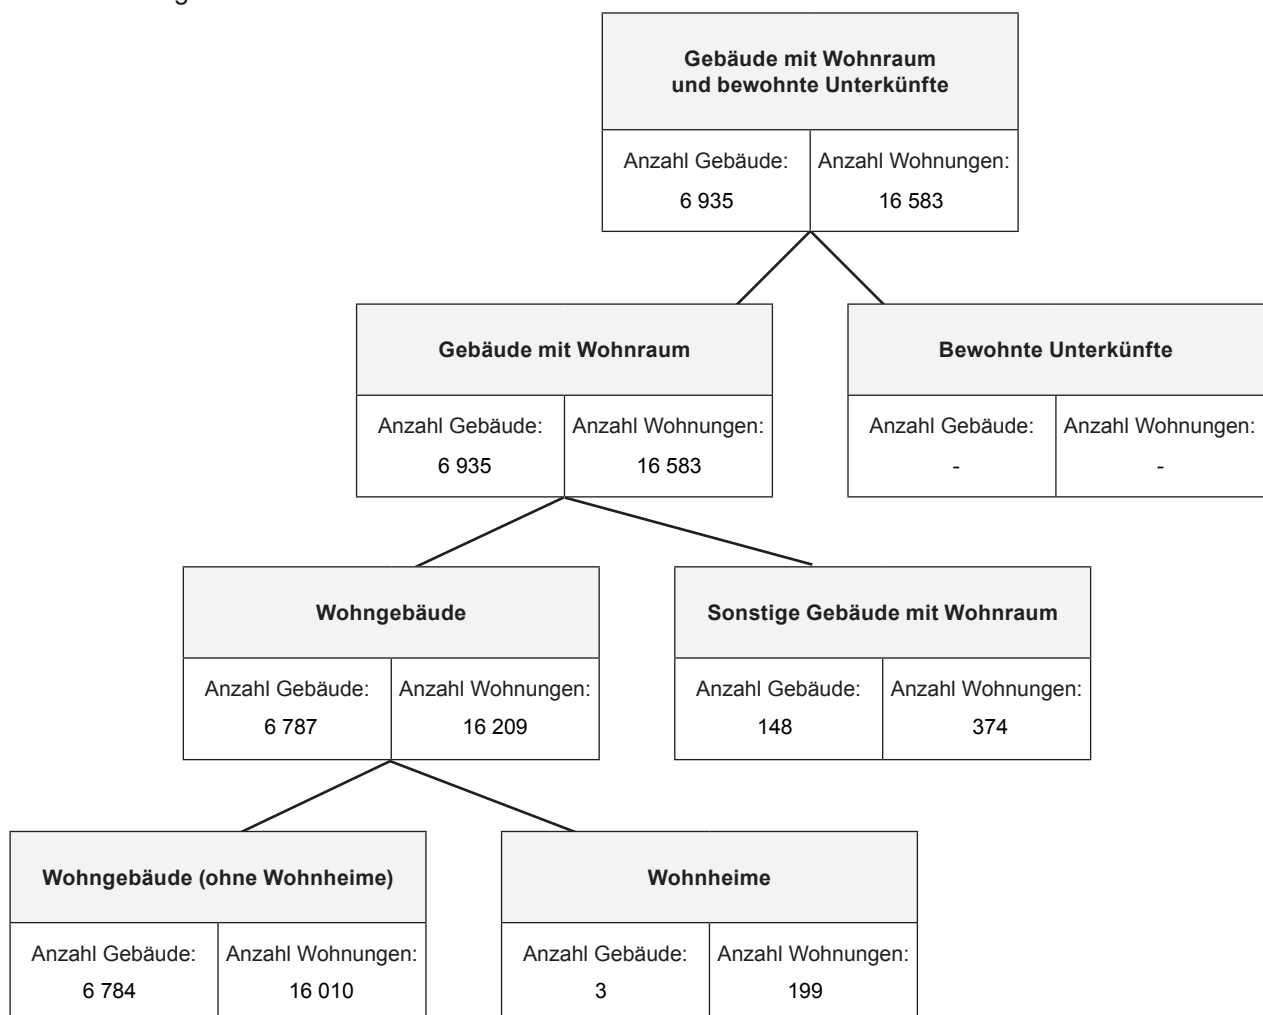 Gebäude mit Wohnraum
und bewohnte Unterkünfte
Anzahl Gebäude: Anzahl Wohnungen:
6 935 16 583
Gebäude mit Wohnraum Bewohnte Unterkünfte
Anzahl Gebäude: Anzahl Wohnungen: Anzahl Gebäude: Anzahl Wohnungen:
6 935 16 583 - -
Wohngebäude Sonstige Gebäude mit Wohnraum
Anzahl Gebäude: Anzahl Wohnungen: Anzahl Gebäude: Anzahl Wohnungen:
6 787 16 209 148 374
Wohngebäude (ohne Wohnheime) Wohnheime
Anzahl Gebäude: Anzahl Wohnungen: Anzahl Gebäude: Anzahl Wohnungen:
6 784 16 010 3 199